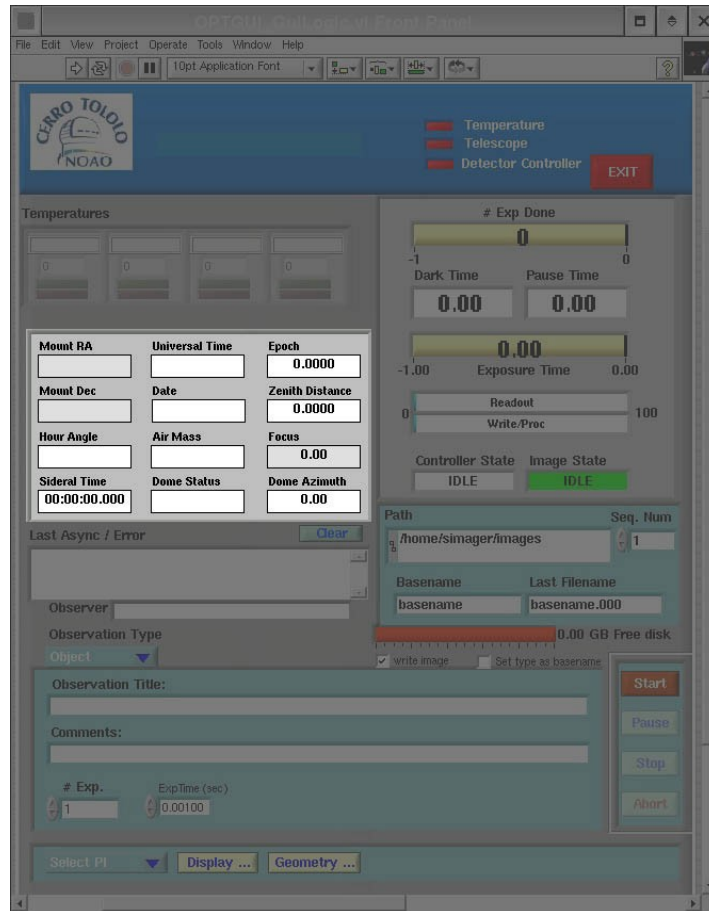 OPTGUI_GuiLogic.vi Front Panel
File Edit View Project Operate Tools Window Help
10pt Application Font
?
CERRO TOLOLO
NOAO
Temperature
Telescope
Detector Controller
EXIT
Temperatures
0 0 0 0
# Exp Done
0
-1 0
Dark Time Pause Time
0.00 0.00
0.00
-1.00 Exposure Time 0.00
Readout
0 100
Write/Proc
Controller State Image State
IDLE IDLE
Mount RA Universal Time Epoch
0.0000
Mount Dec Date Zenith Distance
0.0000
Hour Angle Air Mass Focus
0.00
Sideral Time Dome Status Dome Azimuth
00:00:00.000 0.00
Last Async / Error Clear
Observer
Path Seq. Num
/home/simager/images 1
Basename Last Filename
basename basename.000
0.00 GB Free disk
write image Set type as basename
Observation Type
Object
Observation Title:
Comments:
# Exp. ExpTime (sec)
1 0.00100
Start
Pause
Stop
Abort
Select PI Display ... Geometry ...